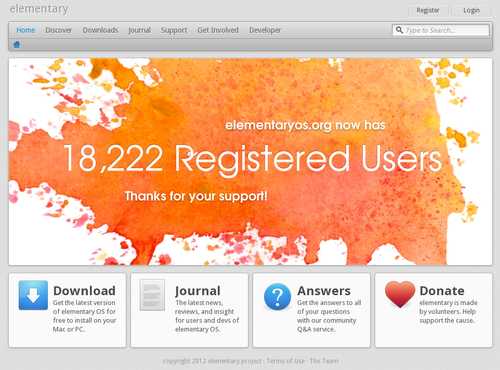 elementary
Register Login
Home Discover Downloads Journal Support Get Involved Developer Type to Search...
elementaryos.org now has
18,222 Registered Users
Thanks for your support!
Download
Get the latest version
of elementary OS for
free to install on your
Mac or PC.
Journal
The latest news,
reviews, and insight
for users and devs of
elementary OS.
Answers
Get the answers to all
of your questions
with our community
Q&A service.
Donate
elementary is made
by volunteers. Help
support the cause.
copyright 2012 elementary project · Terms of Use · The Team